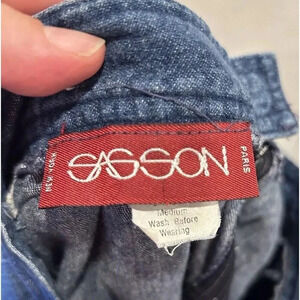 NEW YORK
SASSON
PARIS
Medium
Wash Before
Wearing